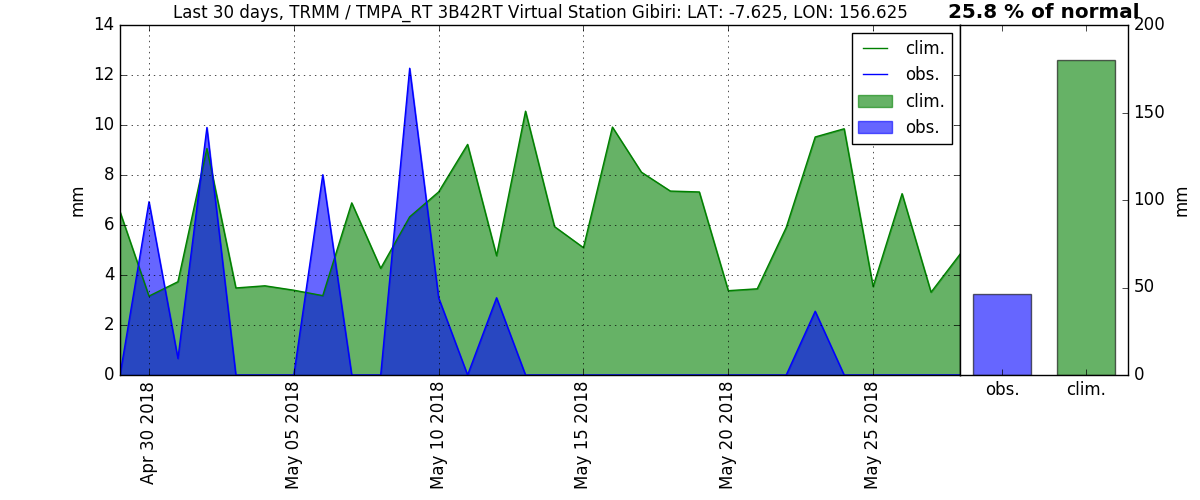 Last 30 days, TRMM / TMPA_RT 3B42RT Virtual Station Gibiri: LAT: -7.625, LON: 156.625
25.8 % of normal
14
12
10
8
6
4
2
0
mm
clim.
obs.
clim.
obs.
Apr 30 2018
May 05 2018
May 10 2018
May 15 2018
May 20 2018
May 25 2018
200
150
100
50
0
mm
obs.
clim.